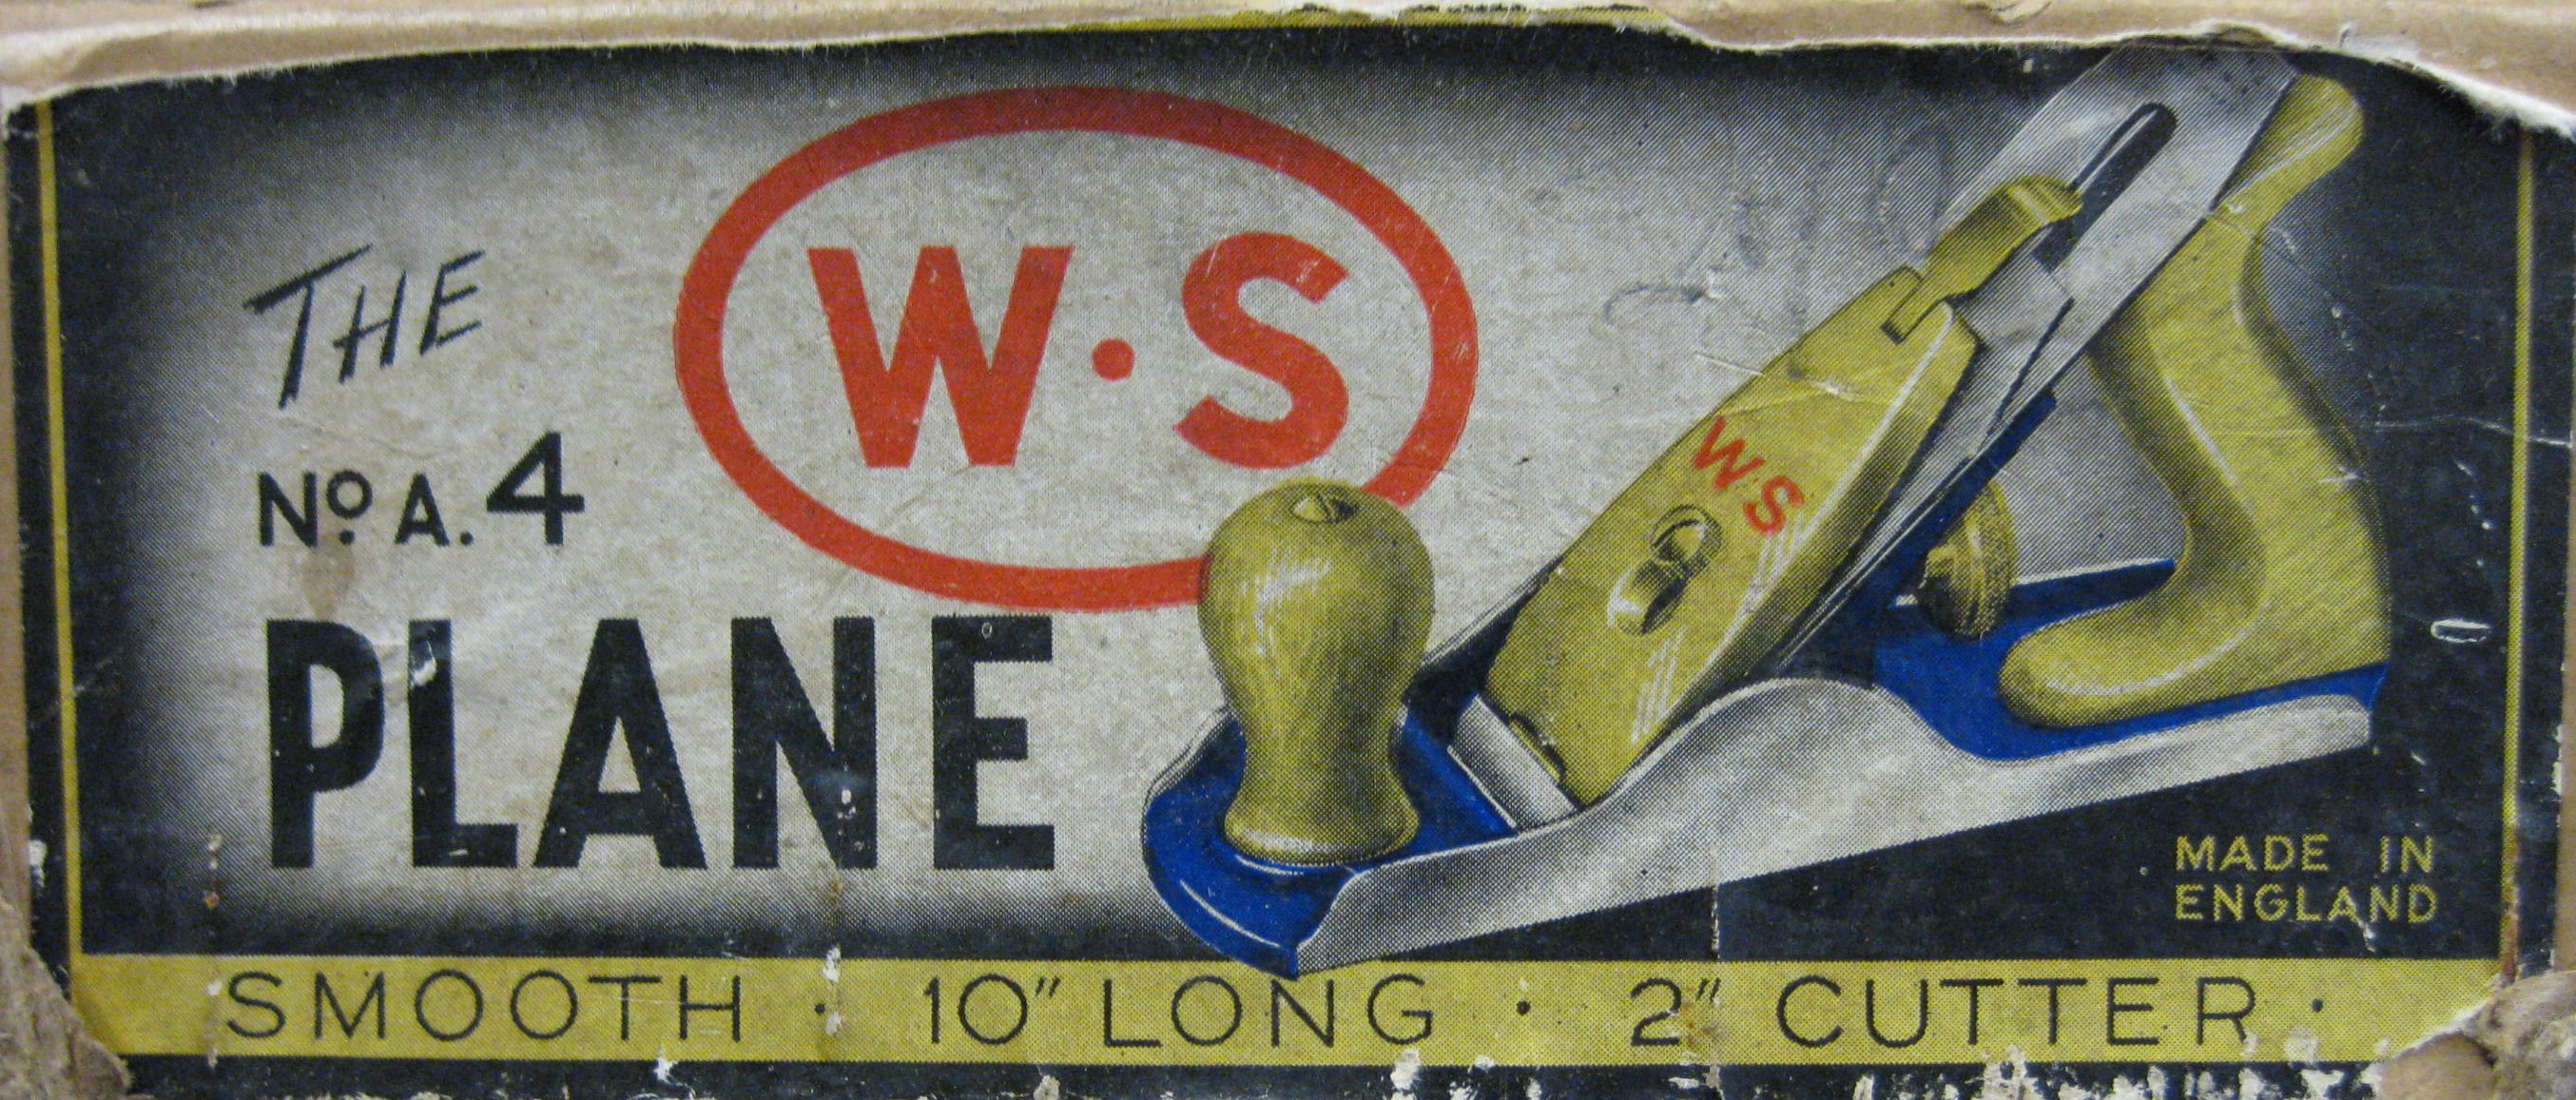 THE
W·S
No A.4
PLANE
W·S
MADE IN
ENGLAND
SMOOTH · 10" LONG · 2" CUTTER ·